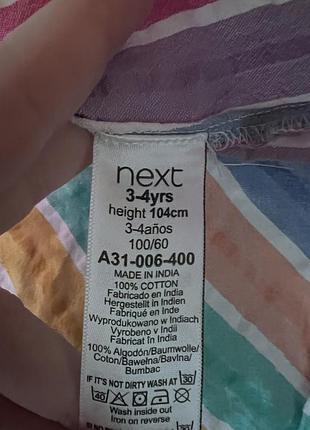 next
3-4yrs
height 104cm
3-4años
100/60
A31-006-400
MADE IN INDIA
100% COTTON
Fabricado en India
Hergestellt in Indien
Fabriqué en Inde
Wyprodukowano w Indiach
Vyrobeno v Indii
Fabricat în India
100% Algodón/Baumwolle/
Coton/Bawełna/Bavlna/
Bumbac
IF IT'S NOT DIRTY WASH AT 30
40
Wash inside out
Iron on reverse